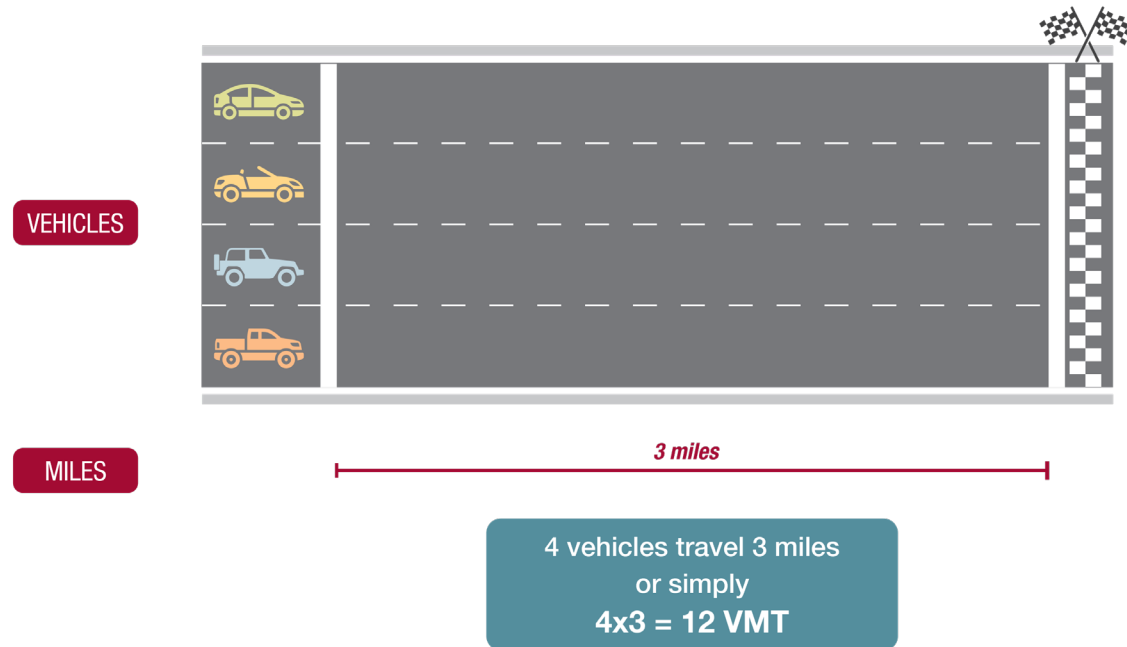 VEHICLES
MILES
3 miles
4 vehicles travel 3 miles
or simply
4x3 = 12 VMT